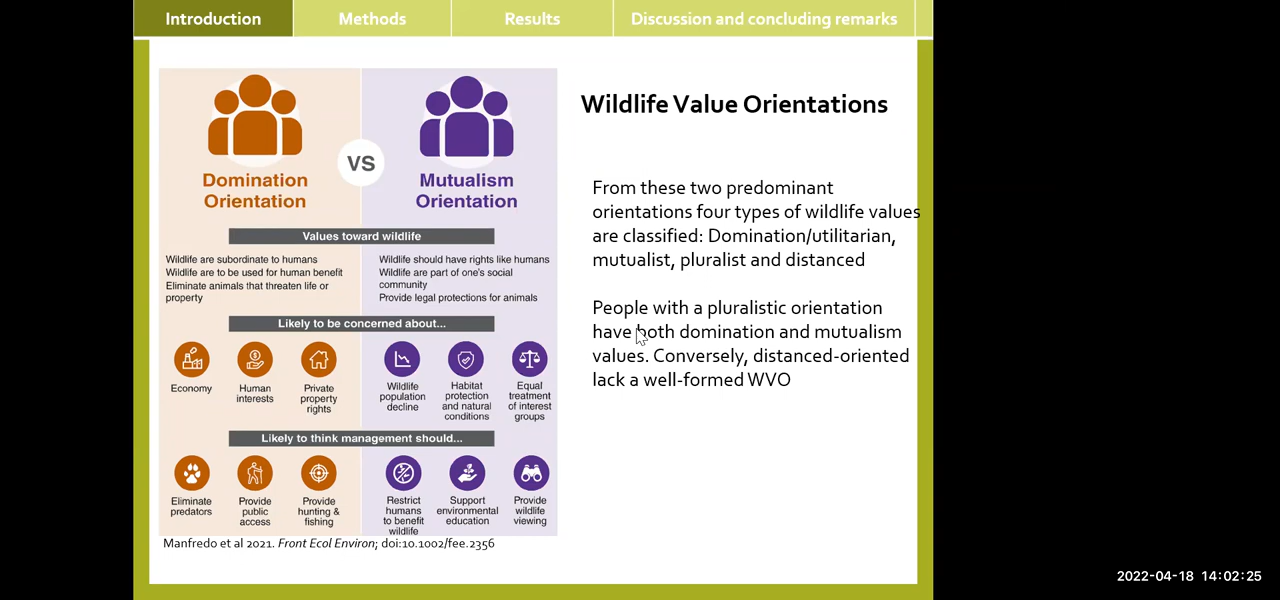 Introduction
Methods
Results
Discussion and concluding remarks
Domination
Orientation
VS
Mutualism
Orientation
Values toward wildlife
Wildlife are subordinate to humans
Wildlife are to be used for human benefit
Eliminate animals that threaten life or
property
Wildlife should have rights like humans
Wildlife are part of one's social
community
Provide legal protections for animals
Likely to be concerned about...
Economy
Human
interests
Private
property
rights
Wildlife
population
decline
Habitat
protection
and natural
conditions
Equal
treatment
of interest
groups
Likely to think management should...
Eliminate
predators
Provide
public
access
Provide
hunting &
fishing
Restrict
humans
to benefit
wildlife
Support
environmental
education
Provide
wildlife
viewing
Manfredo et al 2021. Front Ecol Environ; doi:10.1002/fee.2356
Wildlife Value Orientations
From these two predominant
orientations four types of wildlife values
are classified: Domination/utilitarian,
mutualist, pluralist and distanced
People with a pluralistic orientation
have both domination and mutualism
values. Conversely, distanced-oriented
lack a well-formed WVO
2022-04-18 14:02:25